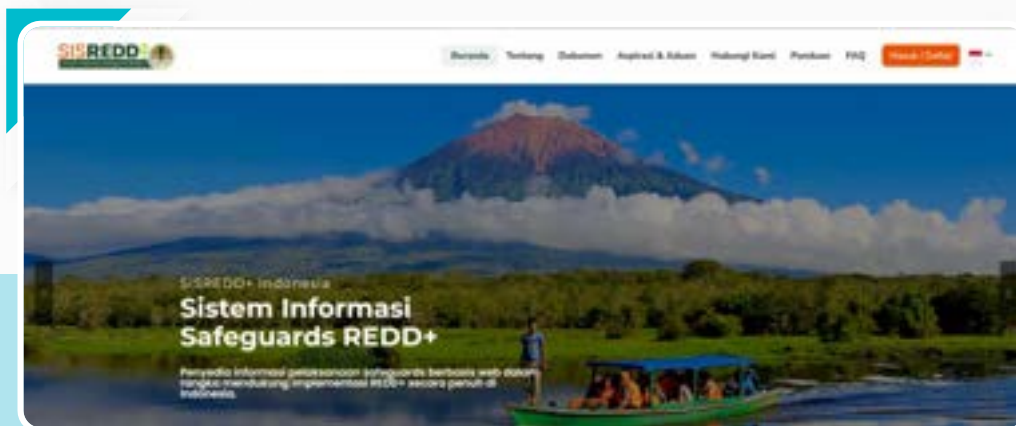 SISREDD+
Beranda Tentang Dokumen Aspirasi & Aduan Hubungi Kami Panduan FAQ Masuk / Daftar
SISREDD+ Indonesia
Sistem Informasi
Safeguards REDD+
Penyedia informasi pelaksanaan safeguards berbasis web dalam
rangka mendukung implementasi REDD+ secara penuh di
Indonesia.